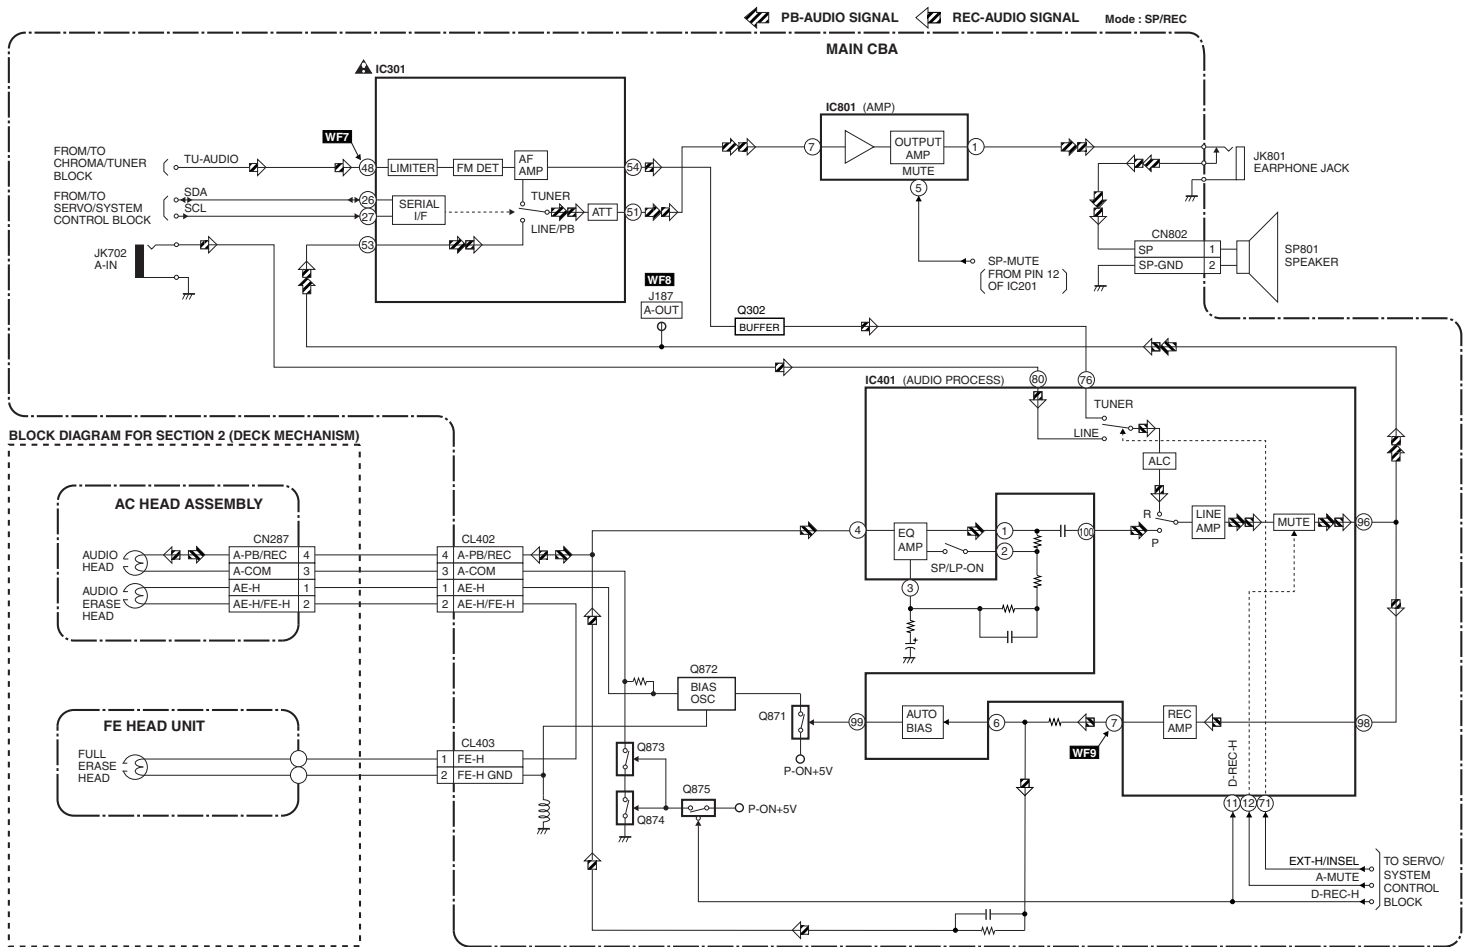 PB-AUDIO SIGNAL REC-AUDIO SIGNAL Mode : SP/REC
MAIN CBA
IC301
WF7
FROM/TO
CHROMA/TUNER
BLOCK
TU-AUDIO
48
LIMITER
FM DET
AF
AMP
54
FROM/TO
SERVO/SYSTEM
CONTROL BLOCK
SDA
SCL
26
27
SERIAL
I/F
TUNER
LINE/PB
ATT
51
53
JK702
A-IN
IC801 (AMP)
7
OUTPUT
AMP
MUTE
1
5
SP-MUTE
FROM PIN 12
OF IC201
JK801
EARPHONE JACK
CN802
SP 1
SP-GND 2
SP801
SPEAKER
WF8
J187
A-OUT
Q302
BUFFER
IC401 (AUDIO PROCESS)
80
76
TUNER
LINE
ALC
R
P
LINE
AMP
MUTE
96
4
EQ
AMP
SP/LP-ON
1
2
3
100
+
BLOCK DIAGRAM FOR SECTION 2 (DECK MECHANISM)
AC HEAD ASSEMBLY
CN287
AUDIO
HEAD
AUDIO
ERASE
HEAD
A-PB/REC 4
A-COM 3
AE-H 1
AE-H/FE-H 2
CL402
4 A-PB/REC
3 A-COM
1 AE-H
2 AE-H/FE-H
FE HEAD UNIT
FULL
ERASE
HEAD
CL403
1 FE-H
2 FE-H GND
Q872
BIAS
OSC
Q871
P-ON+5V
Q873
Q874
Q875
P-ON+5V
99
AUTO
BIAS
6
7
WF9
REC
AMP
98
D-REC-H
11
12
71
EXT-H/INSEL
A-MUTE
D-REC-H
TO SERVO/
SYSTEM
CONTROL
BLOCK